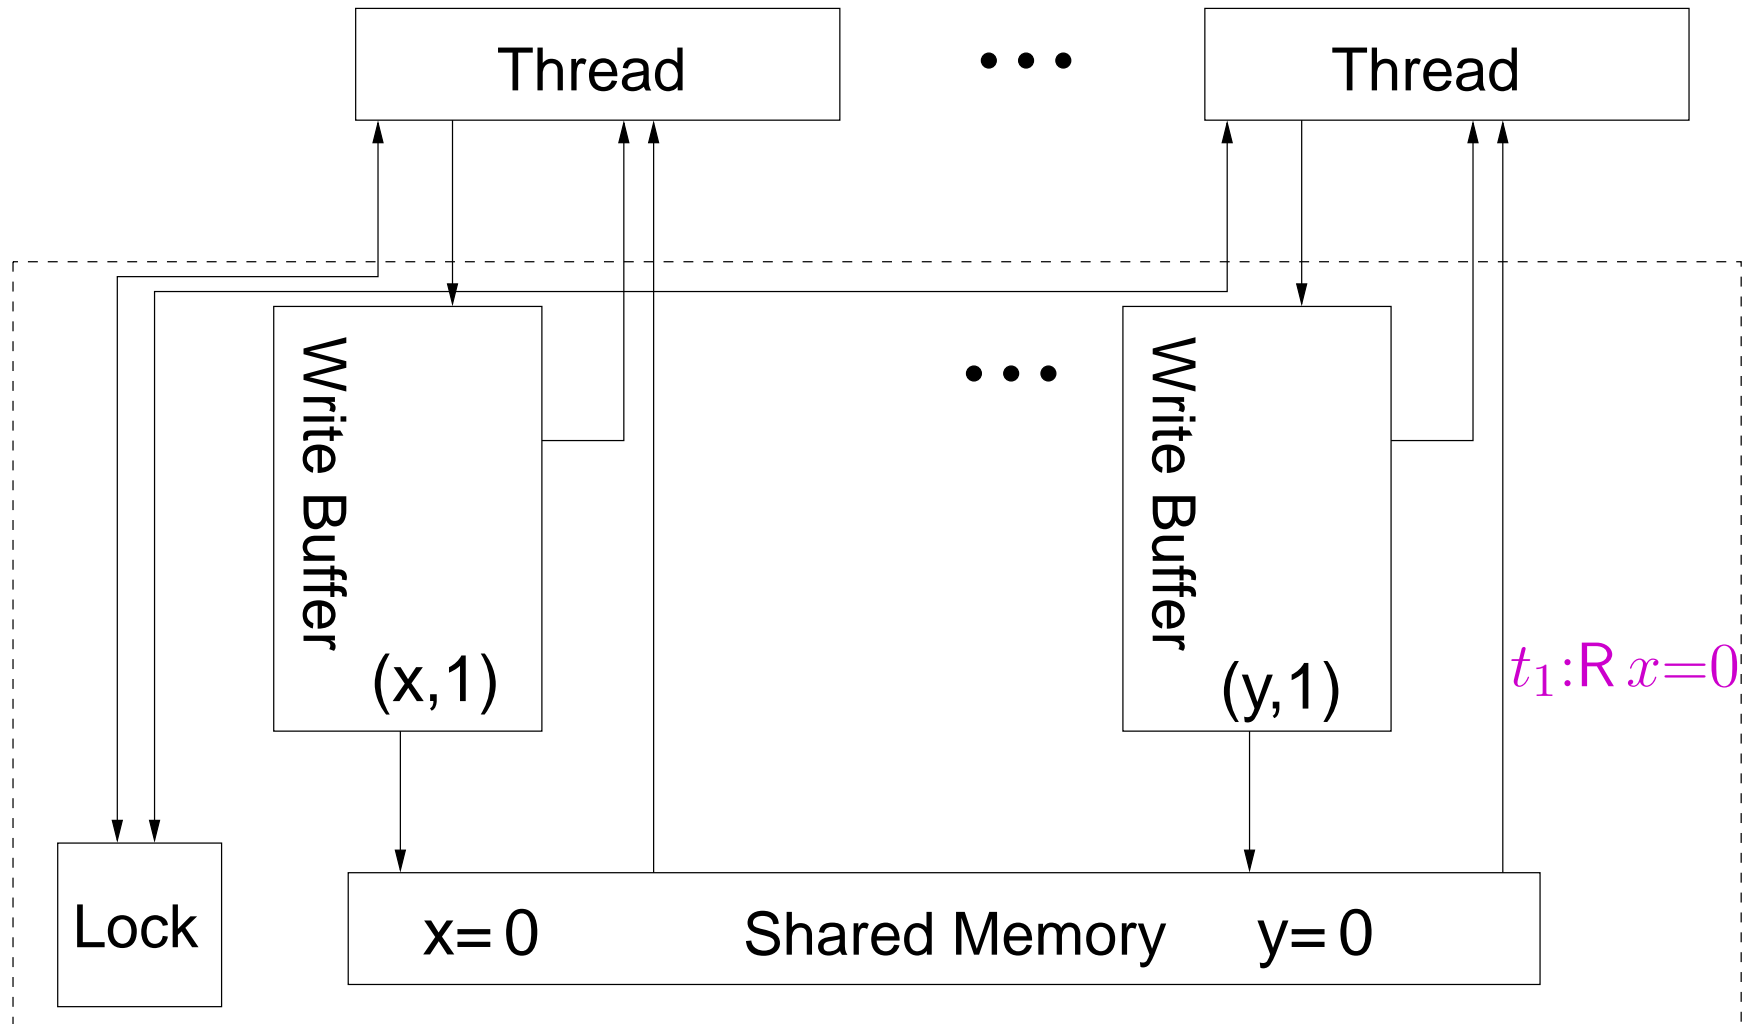 Thread
Thread
Write Buffer
Write Buffer
(x,1)
(y,1)
t₁:R x=0
Lock
x= 0
Shared Memory
y= 0